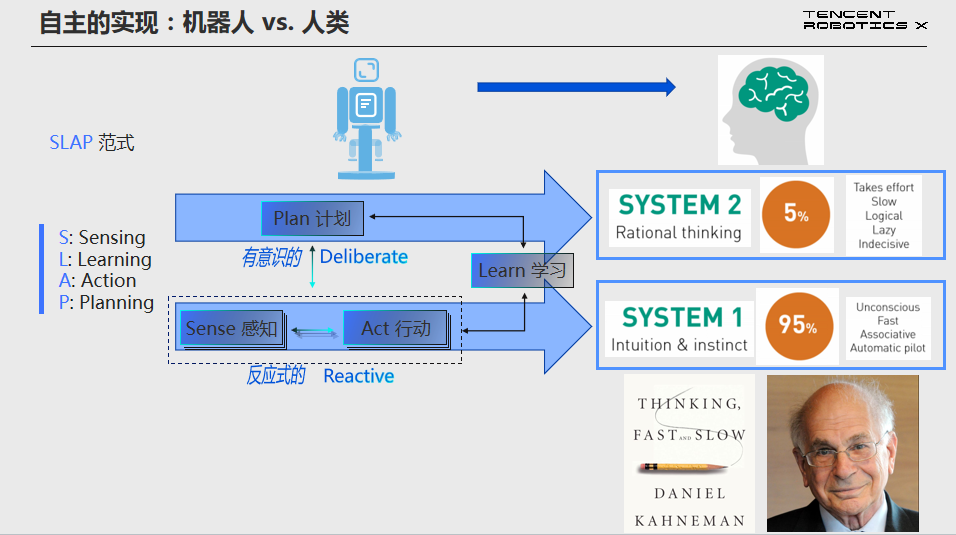 自主的实现：机器人 vs. 人类
TENCENT
ROBOTICS X
SLAP 范式
S: Sensing
L: Learning
A: Action
P: Planning
Plan 计划
有意识的 Deliberate
Learn 学习
Sense 感知
Act 行动
反应式的 Reactive
SYSTEM 2
Rational thinking
5%
Takes effort
Slow
Logical
Lazy
Indecisive
SYSTEM 1
Intuition & instinct
95%
Unconscious
Fast
Associative
Automatic pilot
THINKING,
FAST AND SLOW
DANIEL
KAHNEMAN